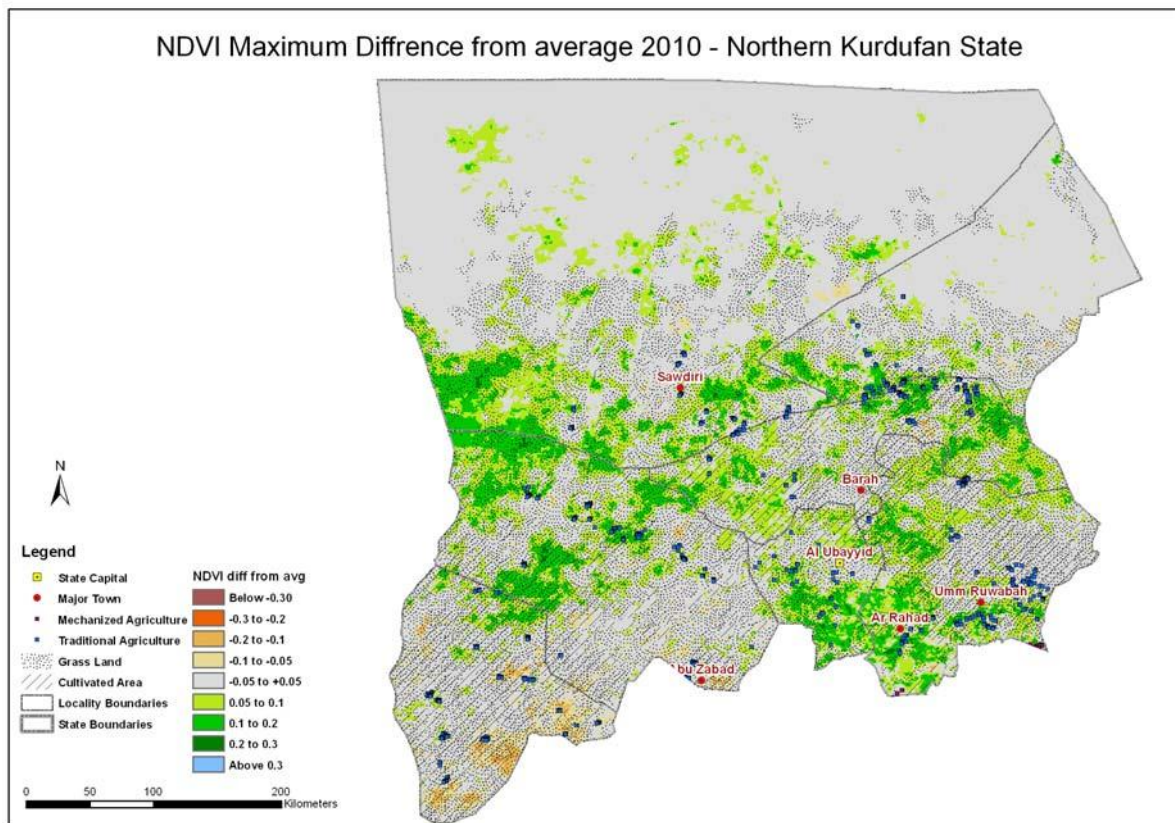 NDVI Maximum Diffrence from average 2010 - Northern Kurdufan State
Sawdiri
Barah
Al Ubayyid
Umm Ruwabah
Ar Rahad
Abu Zabad
N
Legend
State Capital
Major Town
Mechanized Agriculture
Traditional Agriculture
Grass Land
Cultivated Area
Locality Boundaries
State Boundaries
NDVI diff from avg
Below -0.30
-0.3 to -0.2
-0.2 to -0.1
-0.1 to -0.05
-0.05 to +0.05
0.05 to 0.1
0.1 to 0.2
0.2 to 0.3
Above 0.3
0 50 100 200
Kilometers